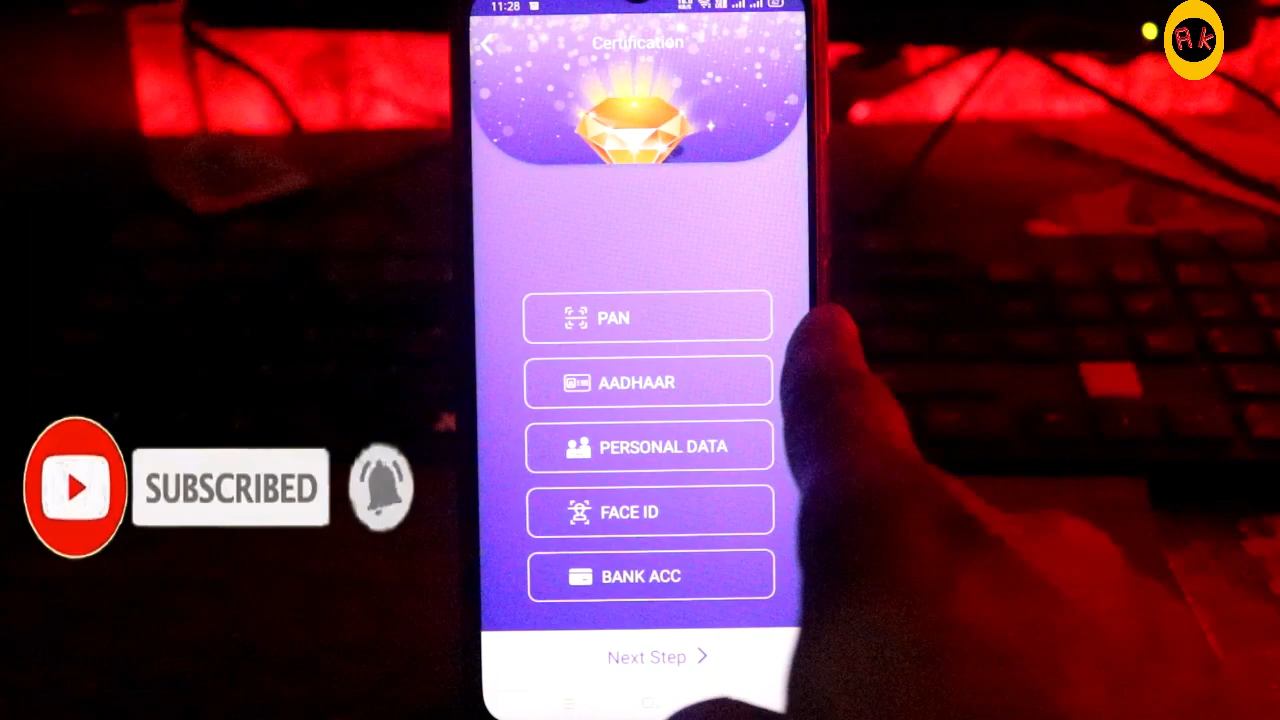 11:28
Certification
AK
PAN
AADHAAR
PERSONAL DATA
FACE ID
BANK ACC
Next Step
SUBSCRIBED